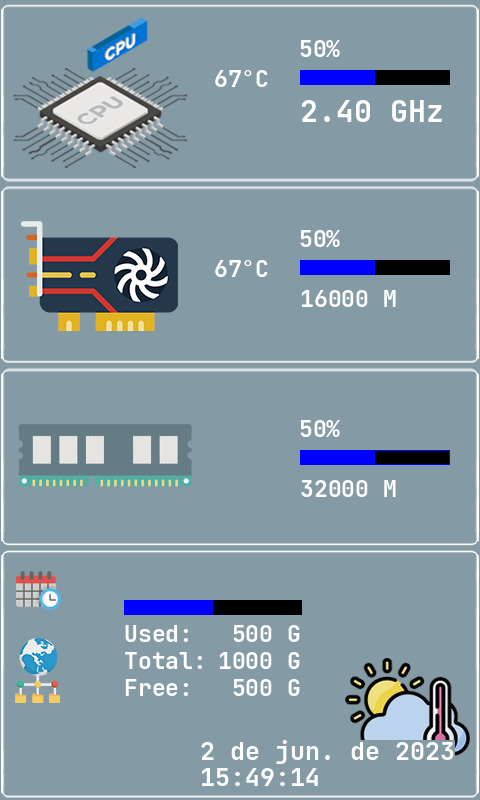 CPU
CPU
50%
67°C
2.40 GHz
50%
67°C
16000 M
50%
32000 M
Used: 500 G
Total: 1000 G
Free: 500 G
2 de jun. de 2023
15:49:14